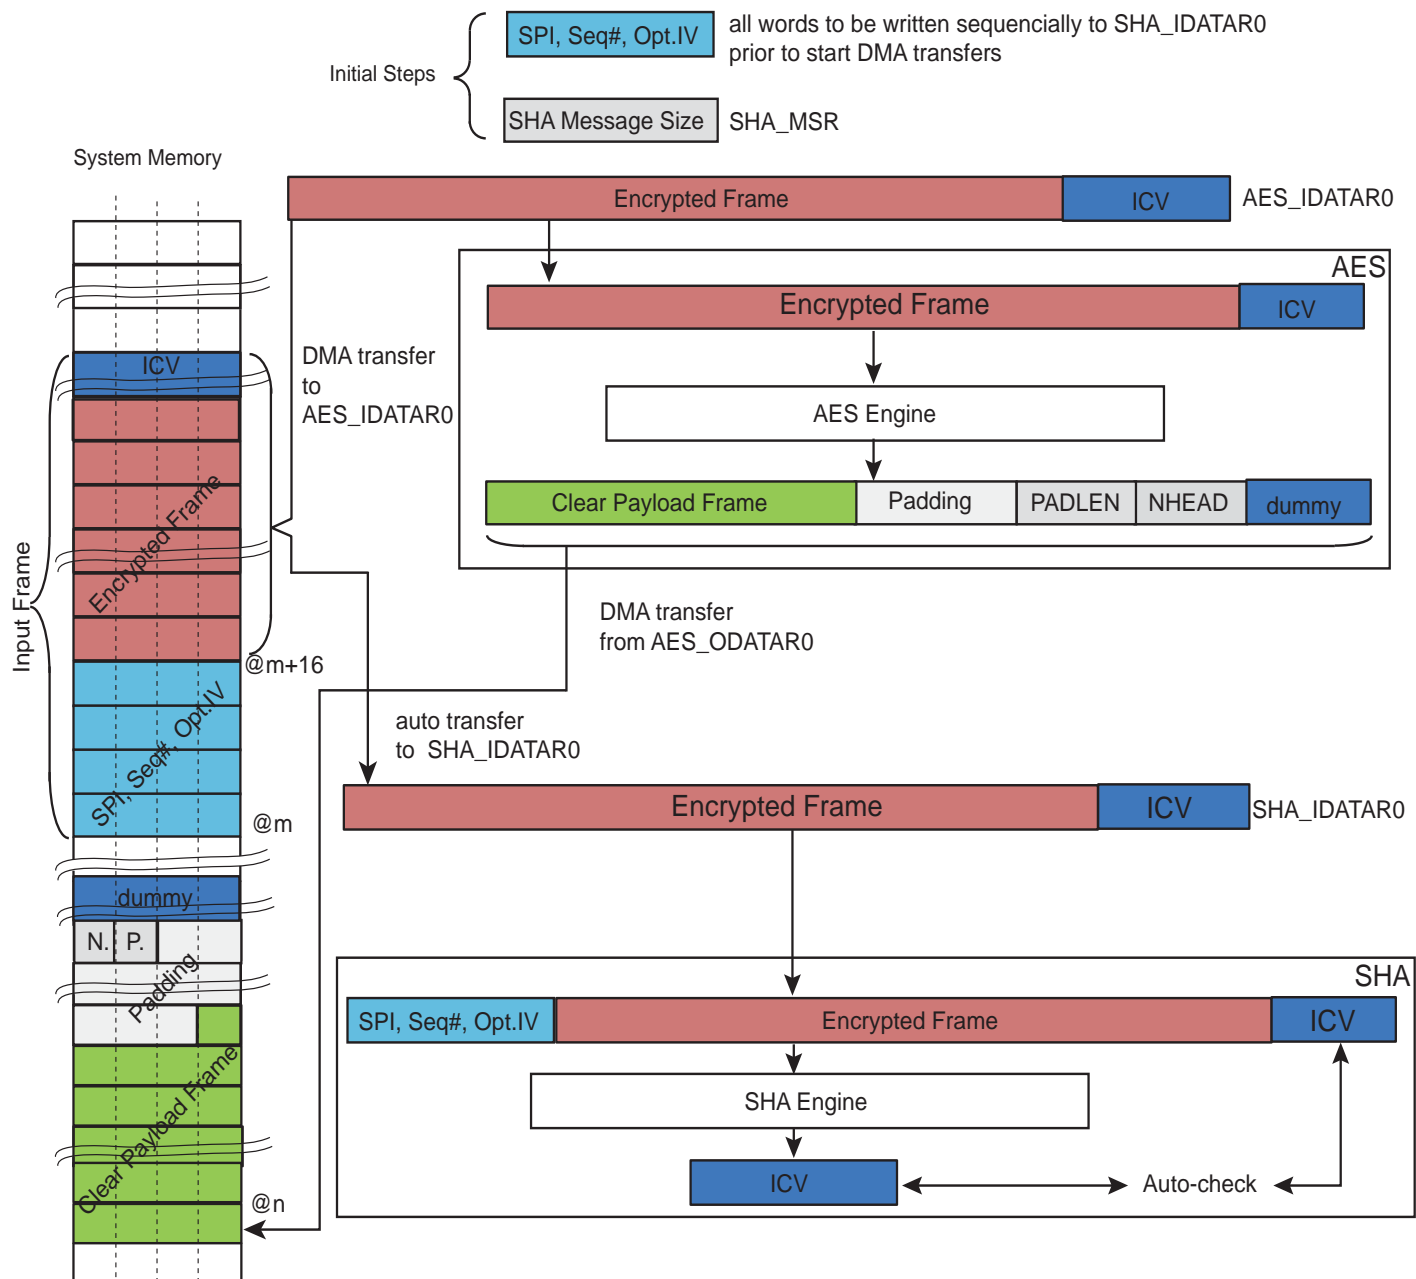 SPI, Seq#, Opt.IV
all words to be written sequencially to SHA_IDATAR0
prior to start DMA transfers
Initial Steps
SHA Message Size
SHA_MSR
System Memory
Encrypted Frame
ICV
AES_IDATAR0
AES
Encrypted Frame
ICV
DMA transfer
to
AES_IDATAR0
ICV
AES Engine
Clear Payload Frame
Padding
PADLEN
NHEAD
dummy
Encrypted Frame
Input Frame
DMA transfer
from AES_ODATAR0
@m+16
SPI, Seq#, Opt.IV
auto transfer
to SHA_IDATAR0
@m
Encrypted Frame
ICV
SHA_IDATAR0
dummy
N.
P.
Padding
SHA
SPI, Seq#, Opt.IV
Encrypted Frame
ICV
SHA Engine
Clear Payload Frame
ICV
Auto-check
@n